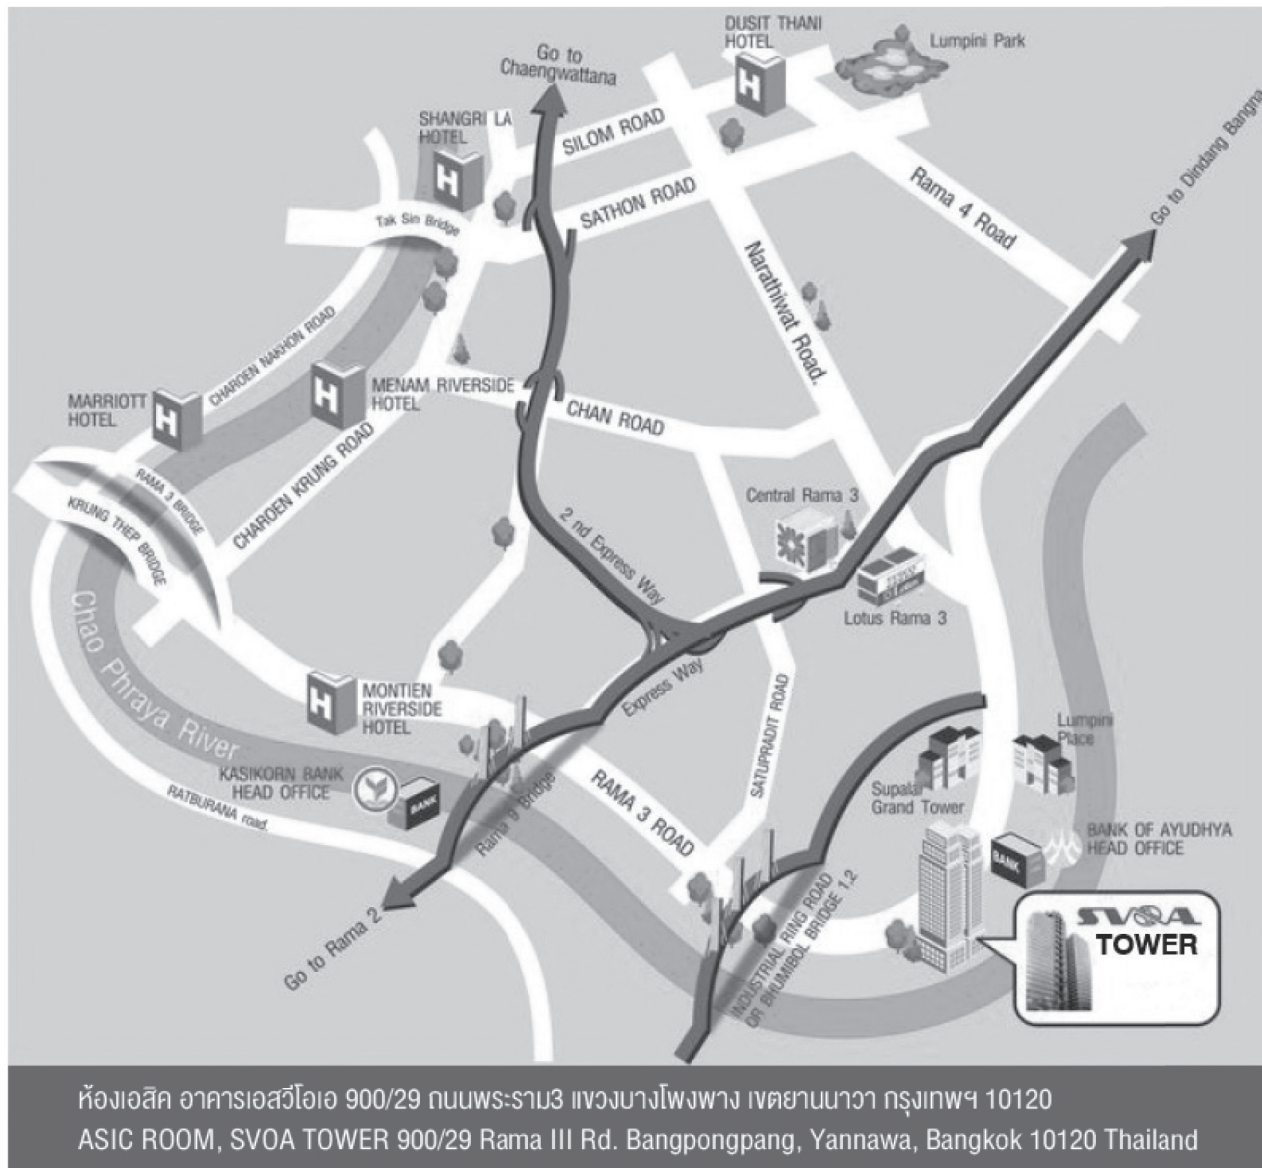 DUSIT THANI
HOTEL
Lumpini Park
Go to
Chaengwattana
SHANGRI LA
HOTEL
SILOM ROAD
SATHON ROAD
Rama 4 Road
Go to Dindang Bangna
Tak Sin Bridge
Narathiwat Road.
CHAROEN NAKHON ROAD
MENAM RIVERSIDE
HOTEL
MARRIOTT
HOTEL
CHAN ROAD
CHAROEN KRUNG ROAD
RAMA 3 BRIDGE
KRUNG THEP BRIDGE
Central Rama 3
2 nd Express Way
Lotus Rama 3
Chao Phraya River
Express Way
MONTIEN
RIVERSIDE
HOTEL
SATUPRADIT ROAD
KASIKORN BANK
HEAD OFFICE
BANK
RATBURANA road.
Rama 9 Bridge
RAMA 3 ROAD
Lumpini
Place
Supalai
Grand Tower
BANK OF AYUDHYA
HEAD OFFICE
BANK
Go to Rama 2
INDUSTRIAL RING ROAD
OR BHUMIBOL BRIDGE 1.2
SVOA
TOWER
H
H
H
H
H
ห้องเอสิค อาคารเอสวีโอเอ 900/29 ถนนพระราม3 แขวงบางโพงพาง เขตยานนาวา กรุงเทพฯ 10120
ASIC ROOM, SVOA TOWER 900/29 Rama III Rd. Bangpongpang, Yannawa, Bangkok 10120 Thailand